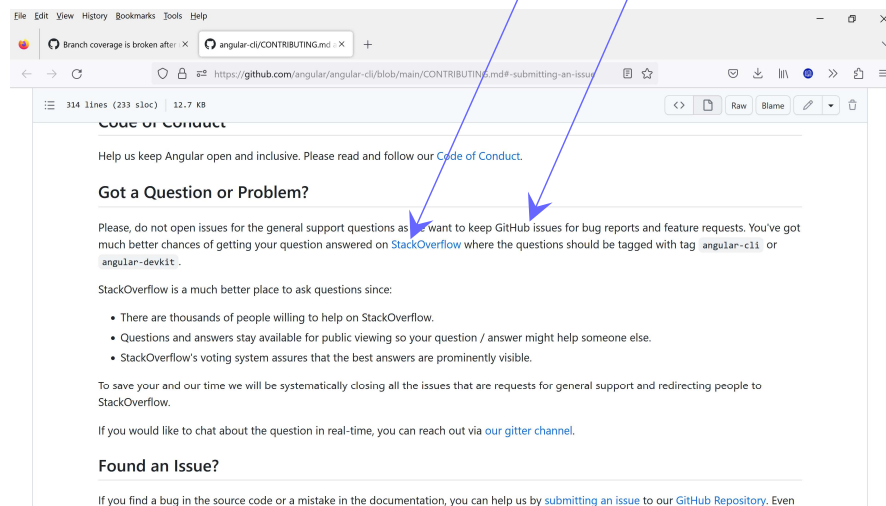 File Edit View History Bookmarks Tools Help
Branch coverage is broken after
angular-cli/CONTRIBUTING.md
https://github.com/angular/angular-cli/blob/main/CONTRIBUTING.md#-submitting-an-issue
314 lines (233 sloc) 12.7 KB
Raw Blame
Code of Conduct
Help us keep Angular open and inclusive. Please read and follow our Code of Conduct.
Got a Question or Problem?
Please, do not open issues for the general support questions as we want to keep GitHub issues for bug reports and feature requests. You've got
much better chances of getting your question answered on StackOverflow where the questions should be tagged with tag angular-cli or
angular-devkit.
StackOverflow is a much better place to ask questions since:
• There are thousands of people willing to help on StackOverflow.
• Questions and answers stay available for public viewing so your question / answer might help someone else.
• StackOverflow's voting system assures that the best answers are prominently visible.
To save your and our time we will be systematically closing all the issues that are requests for general support and redirecting people to
StackOverflow.
If you would like to chat about the question in real-time, you can reach out via our gitter channel.
Found an Issue?
If you find a bug in the source code or a mistake in the documentation, you can help us by submitting an issue to our GitHub Repository. Even